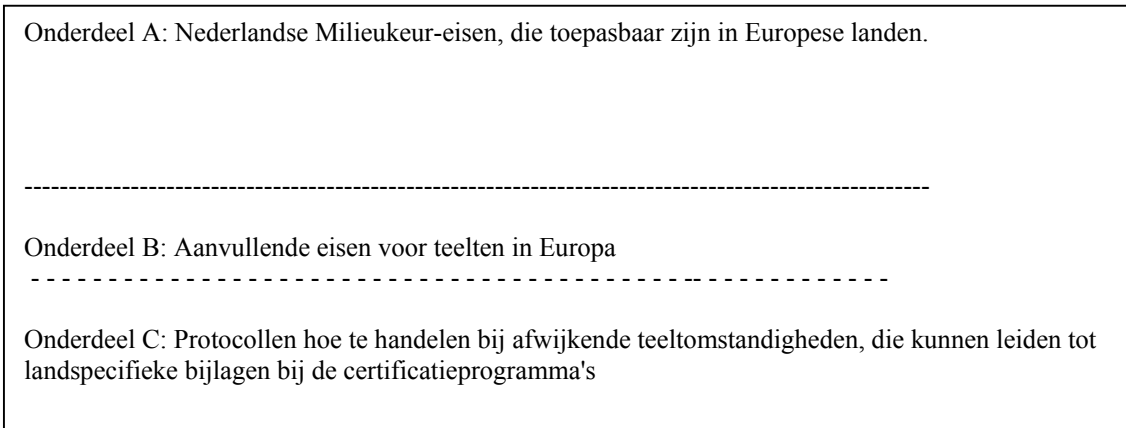 Onderdeel A: Nederlandse Milieukeur-eisen, die toepasbaar zijn in Europese landen.
-----------------------------------------------------------------------------------------------------
Onderdeel B: Aanvullende eisen voor teelten in Europa
- - - - - - - - - - - - - - - - - - - - - - - - - - - - - - - - - - - - - - - - - - -- - - - - - - - - - - - - -
Onderdeel C: Protocollen hoe te handelen bij afwijkende teeltomstandigheden, die kunnen leiden tot
landspecifieke bijlagen bij de certificatieprogramma's